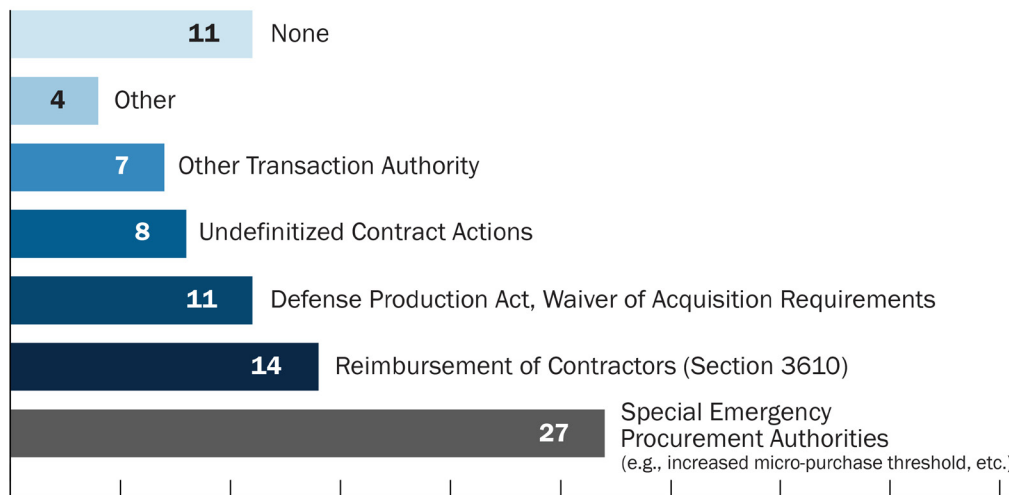 11 None
4 Other
7 Other Transaction Authority
8 Undefinitized Contract Actions
11 Defense Production Act, Waiver of Acquisition Requirements
14 Reimbursement of Contractors (Section 3610)
27 Special Emergency
Procurement Authorities
(e.g., increased micro-purchase threshold, etc.)